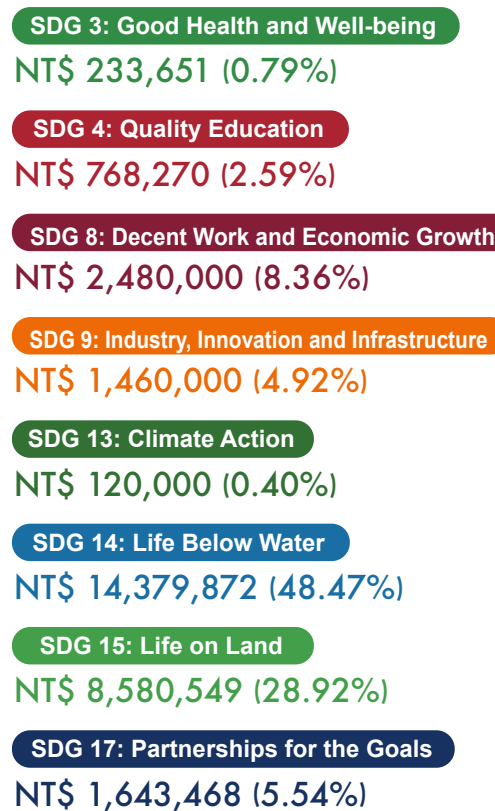 SDG 3: Good Health and Well-being
NT$ 233,651 (0.79%)
SDG 4: Quality Education
NT$ 768,270 (2.59%)
SDG 8: Decent Work and Economic Growth
NT$ 2,480,000 (8.36%)
SDG 9: Industry, Innovation and Infrastructure
NT$ 1,460,000 (4.92%)
SDG 13: Climate Action
NT$ 120,000 (0.40%)
SDG 14: Life Below Water
NT$ 14,379,872 (48.47%)
SDG 15: Life on Land
NT$ 8,580,549 (28.92%)
SDG 17: Partnerships for the Goals
NT$ 1,643,468 (5.54%)